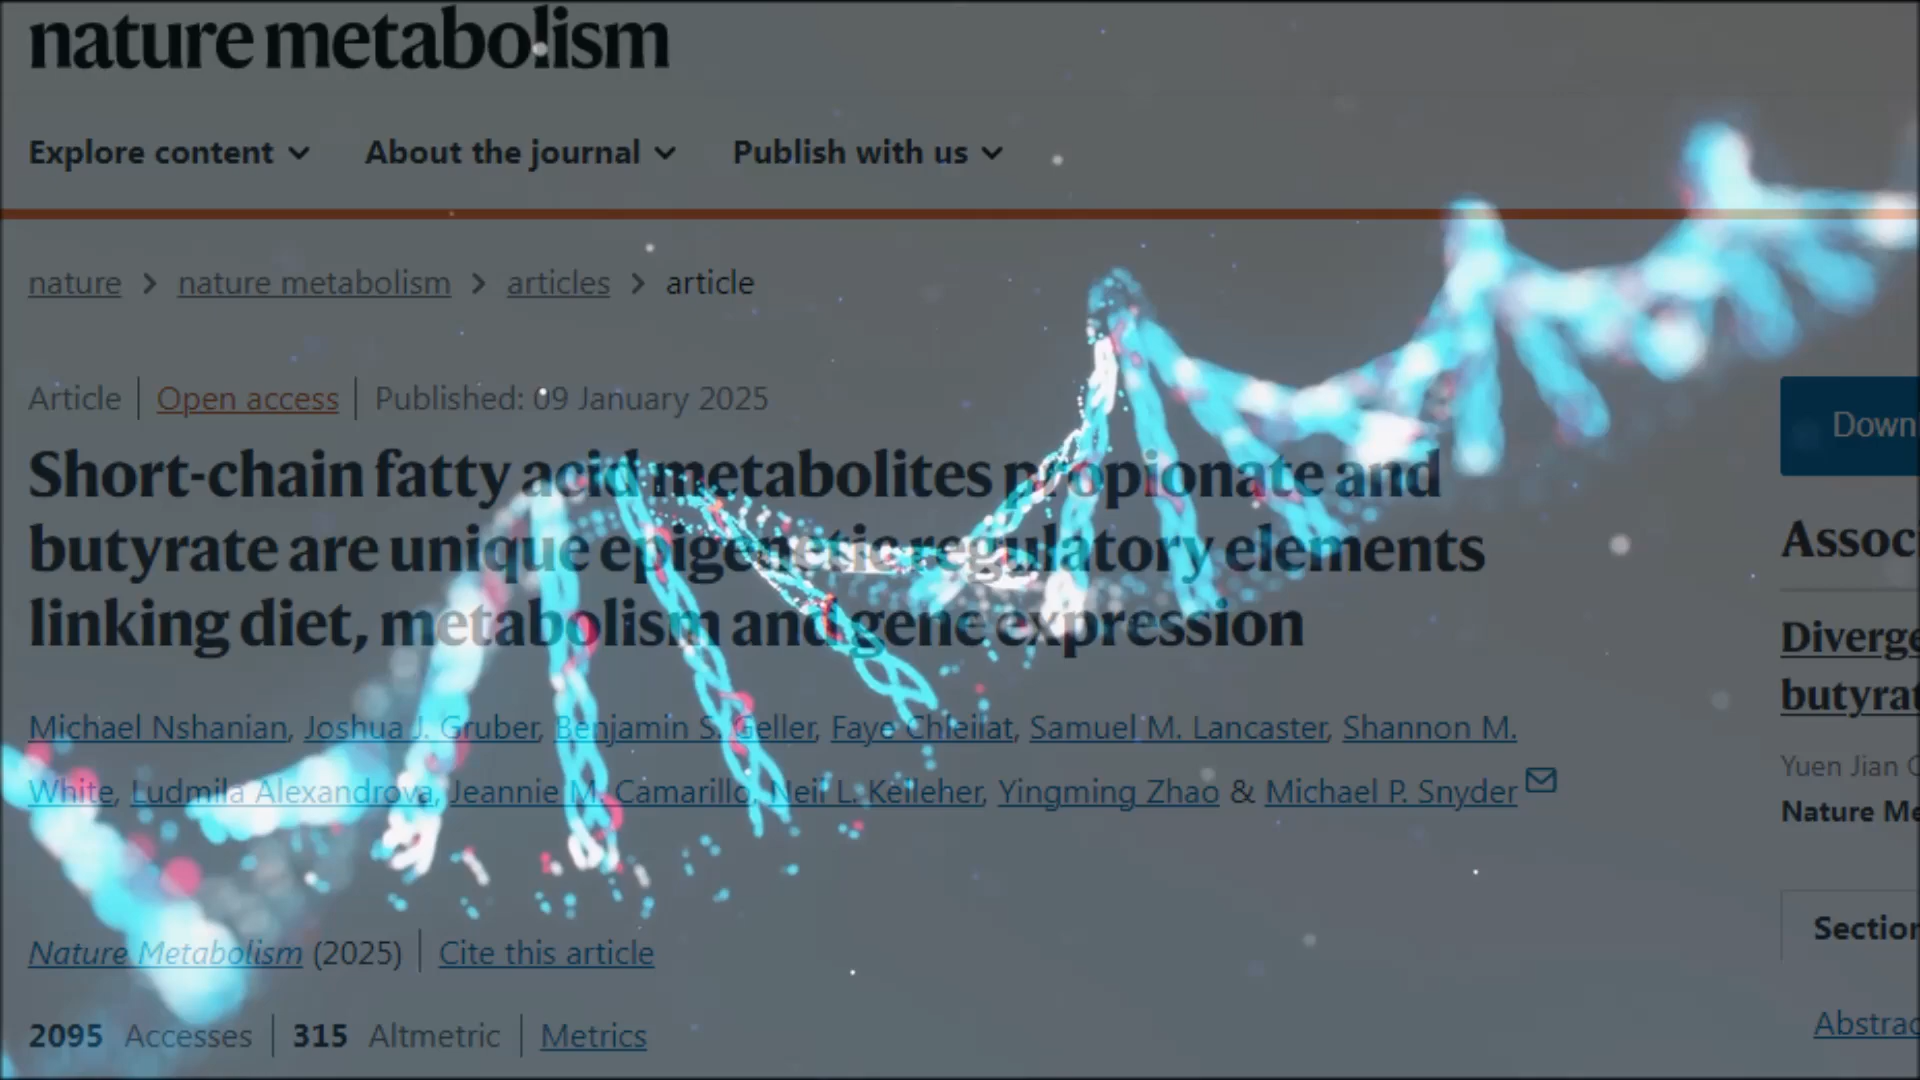 nature metabolism
Explore content About the journal Publish with us
nature > nature metabolism > articles > article
Article | Open access | Published: 09 January 2025
Short-chain fatty acid metabolites propionate and
butyrate are unique epigenetic regulatory elements
linking diet, metabolism and gene expression
Michael Nshanian, Joshua J. Gruber, Benjamin S. Geller, Faye Chleilat, Samuel M. Lancaster, Shannon M.
White, Ludmila Alexandrova, Jeannie M. Camarillo, Neil L. Kelleher, Yingming Zhao & Michael P. Snyder
Nature Metabolism (2025) | Cite this article
2095 Accesses | 315 Altmetric | Metrics
Down
Assoc
Diverge
butyrat
Yuen Jian C
Nature Me
Section
Abstrac